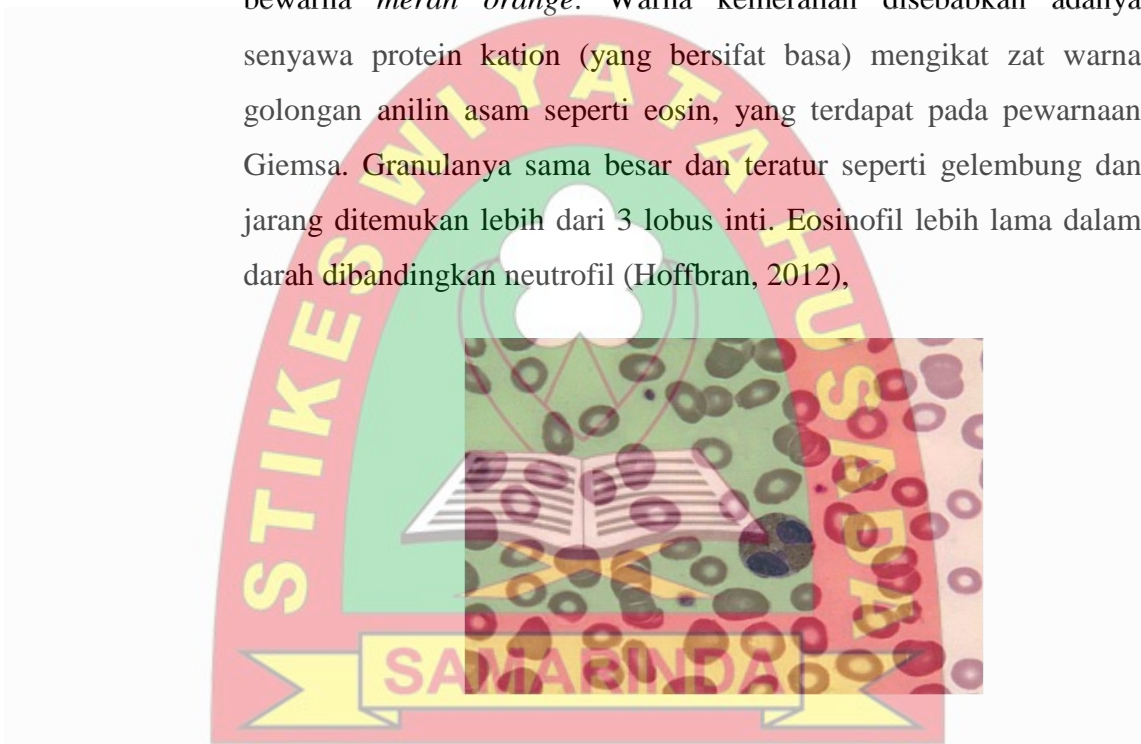 bewarna merah orange. Warna kemerahan disebabkan adanya
senyawa protein kation (yang bersifat basa) mengikat zat warna
golongan anilin asam seperti eosin, yang terdapat pada pewarnaan
Giemsa. Granulanya sama besar dan teratur seperti gelembung dan
jarang ditemukan lebih dari 3 lobus inti. Eosinofil lebih lama dalam
darah dibandingkan neutrofil (Hoffbran, 2012),
STIKES WIYATA HUSADA
SAMARINDA